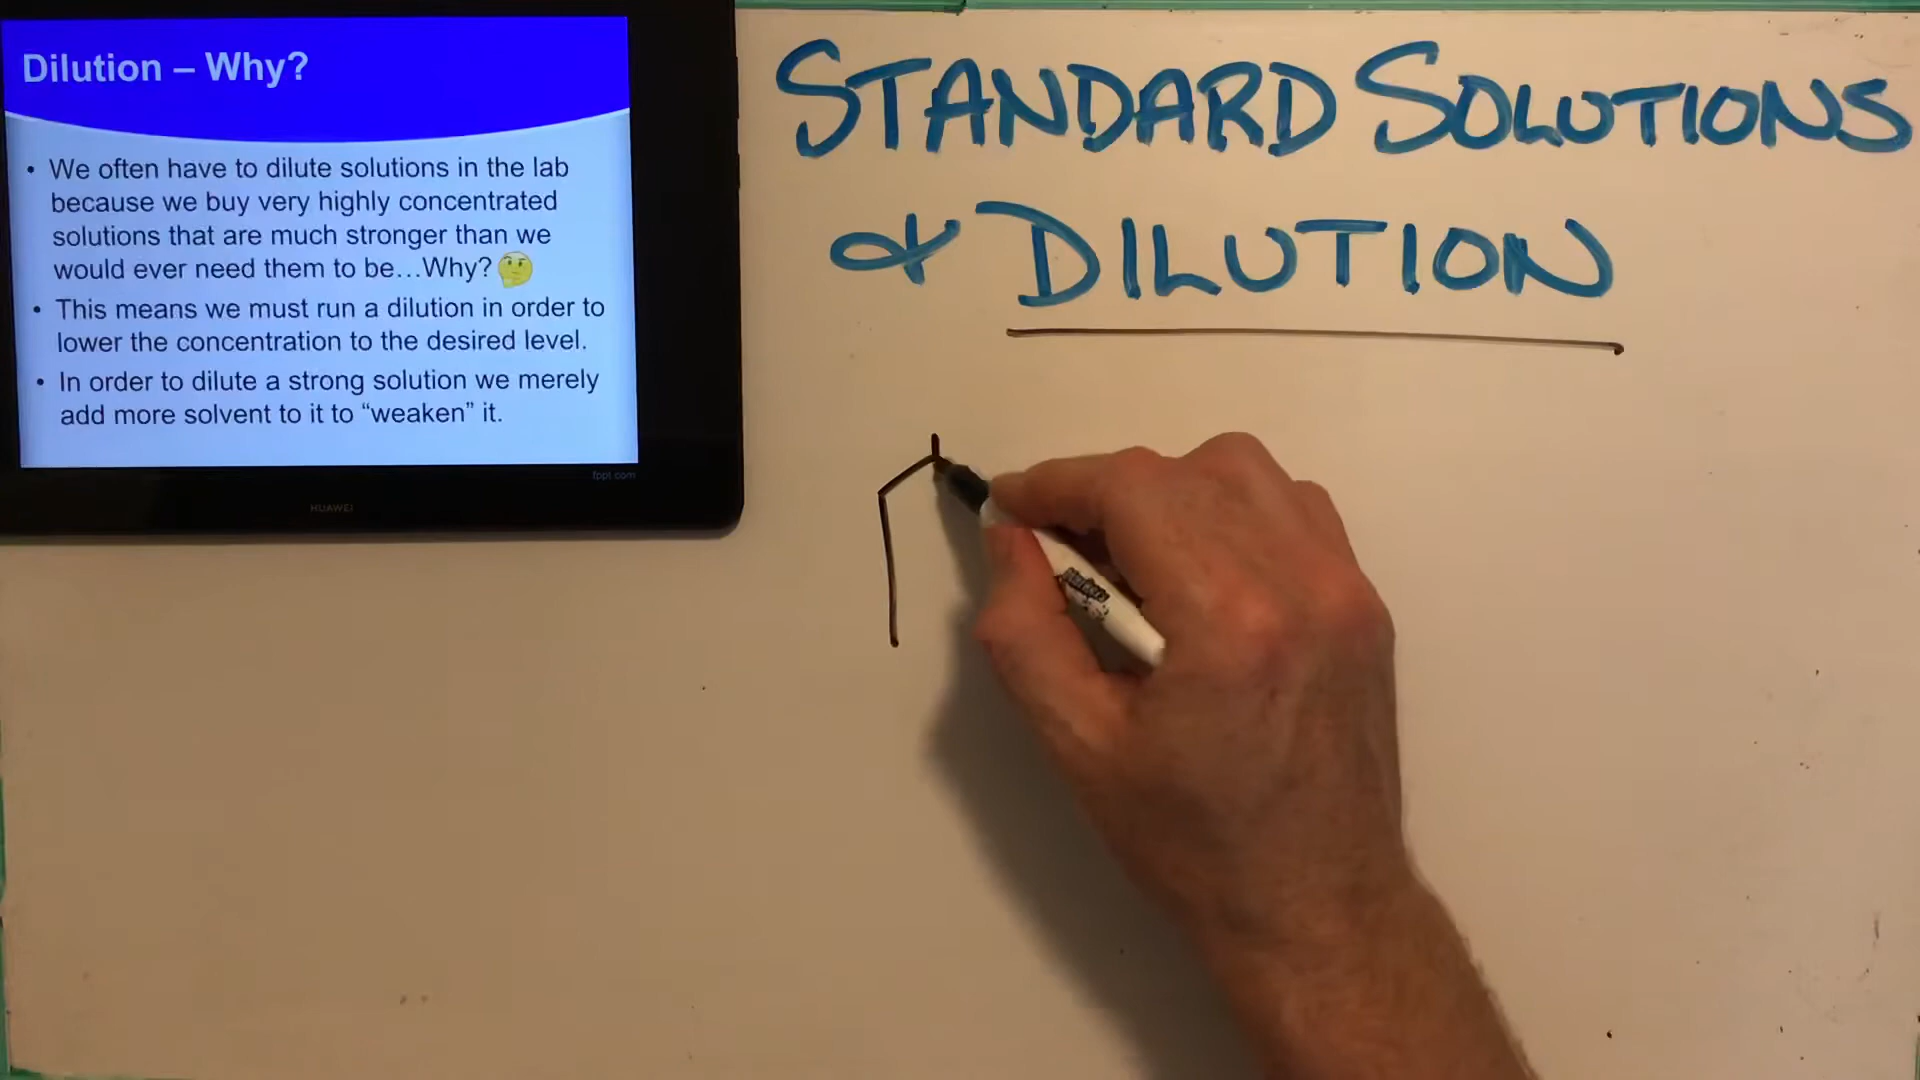 Dilution – Why?
• We often have to dilute solutions in the lab
because we buy very highly concentrated
solutions that are much stronger than we
would ever need them to be…Why?🤔
• This means we must run a dilution in order to
lower the concentration to the desired level.
• In order to dilute a strong solution we merely
add more solvent to it to “weaken” it.
fppt.com
HUAWEI
STANDARD SOLUTIONS
& DILUTION